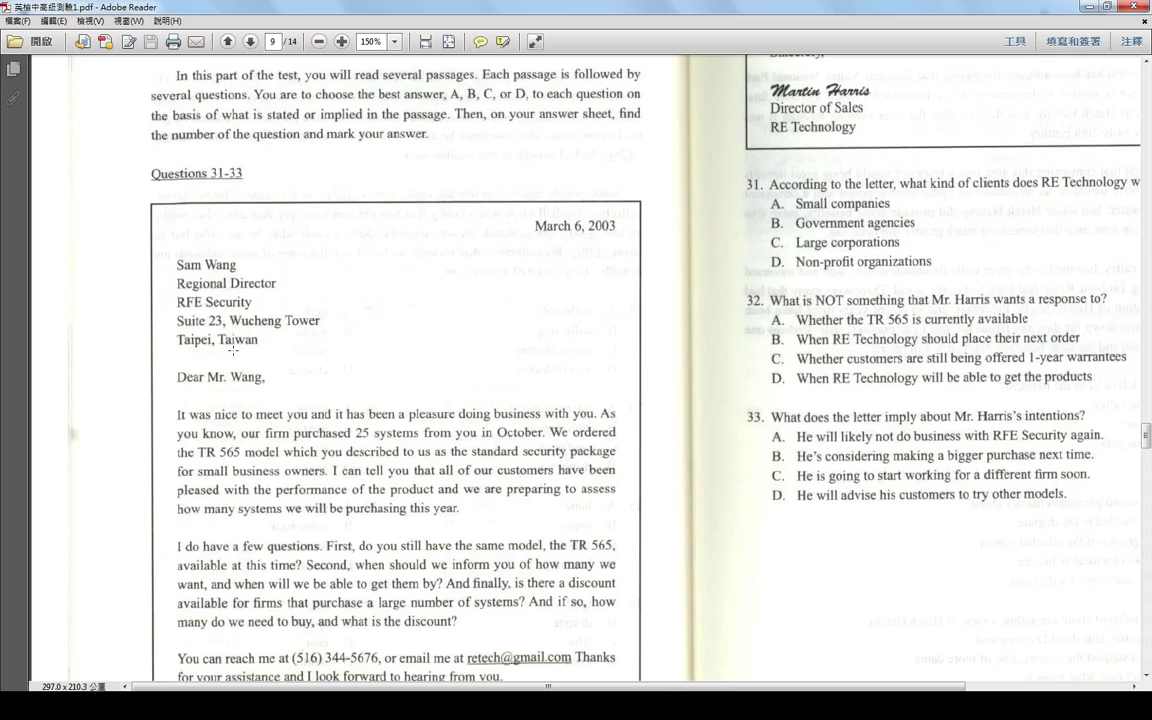 英檢中高級測驗1.pdf - Adobe Reader
檔案(F) 編輯(E) 檢視(V) 視窗(W) 說明(H)
開啟 9 / 14 150% 工具 填寫和簽署 注釋
In this part of the test, you will read several passages. Each passage is followed by
several questions. You are to choose the best answer, A, B, C, or D, to each question on
the basis of what is stated or implied in the passage. Then, on your answer sheet, find
the number of the question and mark your answer.
Questions 31-33
March 6, 2003
Sam Wang
Regional Director
RFE Security
Suite 23, Wucheng Tower
Taipei, Taiwan
Dear Mr. Wang,
It was nice to meet you and it has been a pleasure doing business with you. As
you know, our firm purchased 25 systems from you in October. We ordered
the TR 565 model which you described to us as the standard security package
for small business owners. I can tell you that all of our customers have been
pleased with the performance of the product and we are preparing to assess
how many systems we will be purchasing this year.
I do have a few questions. First, do you still have the same model, the TR 565,
available at this time? Second, when should we inform you of how many we
want, and when will we be able to get them by? And finally, is there a discount
available for firms that purchase a large number of systems? And if so, how
many do we need to buy, and what is the discount?
You can reach me at (516) 344-5676, or email me at retech@gmail.com Thanks
for your assistance and I look forward to hearing from you.
Martin Harris
Director of Sales
RE Technology
31. According to the letter, what kind of clients does RE Technology w
A. Small companies
B. Government agencies
C. Large corporations
D. Non-profit organizations
32. What is NOT something that Mr. Harris wants a response to?
A. Whether the TR 565 is currently available
B. When RE Technology should place their next order
C. Whether customers are still being offered 1-year warrantees
D. When RE Technology will be able to get the products
33. What does the letter imply about Mr. Harris's intentions?
A. He will likely not do business with RFE Security again.
B. He's considering making a bigger purchase next time.
C. He is going to start working for a different firm soon.
D. He will advise his customers to try other models.
297.0 x 210.3 公釐